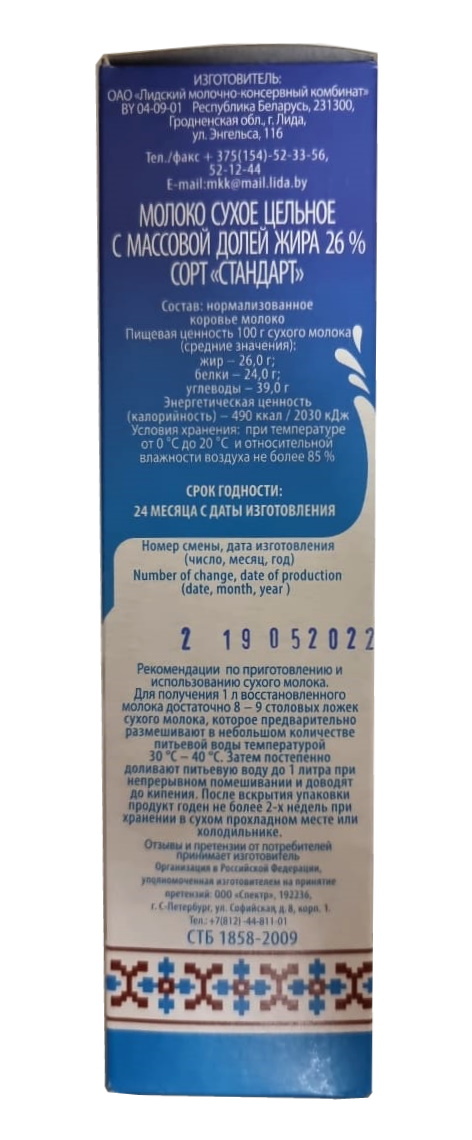 ИЗГОТОВИТЕЛЬ:
ОАО «Лидский молочно-консервный комбинат»
BY 04-09-01 Республика Беларусь, 231300,
Гродненская обл., г. Лида,
ул. Энгельса, 116
Тел./факс + 375(154)-52-33-56,
52-12-44
E-mail:mkk@mail.lida.by
МОЛОКО СУХОЕ ЦЕЛЬНОЕ
С МАССОВОЙ ДОЛЕЙ ЖИРА 26 %
СОРТ «СТАНДАРТ»
Состав: нормализованное
коровье молоко
Пищевая ценность 100 г сухого молока
(средние значения):
жир – 26,0 г;
белки – 24,0 г;
углеводы – 39,0 г
Энергетическая ценность
(калорийность) – 490 ккал / 2030 кДж
Условия хранения: при температуре
от 0 °С до 20 °С и относительной
влажности воздуха не более 85 %
СРОК ГОДНОСТИ:
24 МЕСЯЦА С ДАТЫ ИЗГОТОВЛЕНИЯ
Номер смены, дата изготовления
(число, месяц, год)
Number of change, date of production
(date, month, year )
2 19 052022
Рекомендации по приготовлению и
использованию сухого молока.
Для получения 1 л восстановленного
молока достаточно 8 – 9 столовых ложек
сухого молока, которое предварительно
размешивают в небольшом количестве
питьевой воды температурой
30 °С – 40 °С. Затем постепенно
доливают питьевую воду до 1 литра при
непрерывном помешивании и доводят
до кипения. После вскрытия упаковки
продукт годен не более 2-х недель при
хранении в сухом прохладном месте или
холодильнике.
Отзывы и претензии от потребителей
принимает изготовитель
Организация в Российской Федерации,
уполномоченная изготовителем на принятие
претензий: ООО «Спектр», 192236,
г. С-Петербург, ул. Софийская, д. 8, корп. 1.
Тел.: +7(812) -44-811-01
СТБ 1858-2009